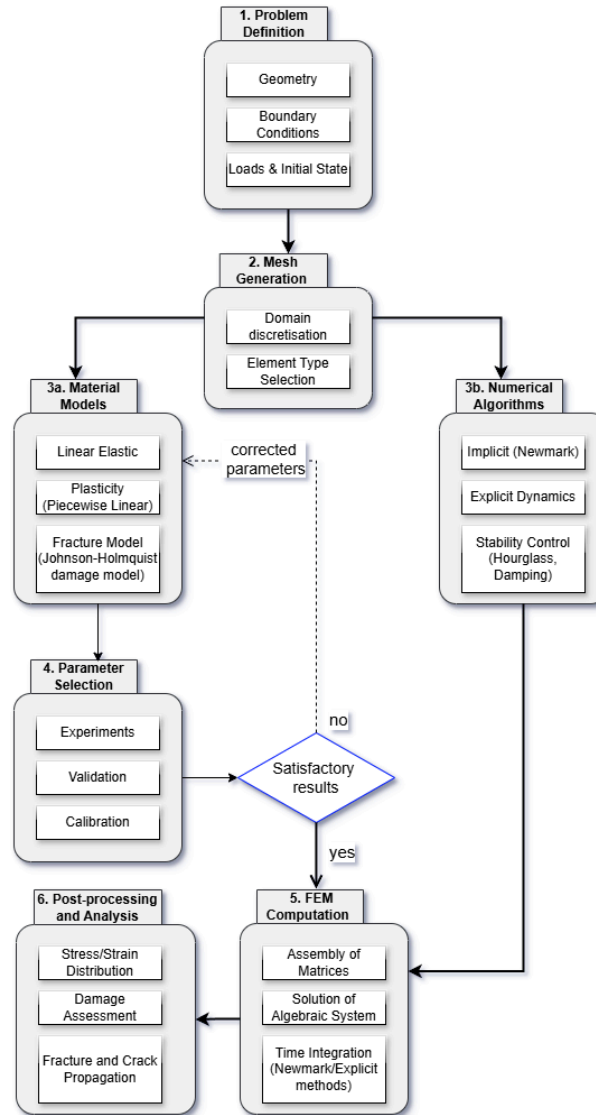 1. Problem
Definition
Geometry
Boundary
Conditions
Loads & Initial State
2. Mesh
Generation
Domain
discretisation
Element Type
Selection
3a. Material
Models
Linear Elastic
Plasticity
(Piecewise Linear)
Fracture Model
(Johnson-Holmquist
damage model)
corrected
parameters
3b. Numerical
Algorithms
Implicit (Newmark)
Explicit Dynamics
Stability Control
(Hourglass,
Damping)
4. Parameter
Selection
Experiments
Validation
Calibration
no
Satisfactory
results
yes
6. Post-processing
and Analysis
Stress/Strain
Distribution
Damage
Assessment
Fracture and Crack
Propagation
5. FEM
Computation
Assembly of
Matrices
Solution of
Algebraic System
Time Integration
(Newmark/Explicit
methods)